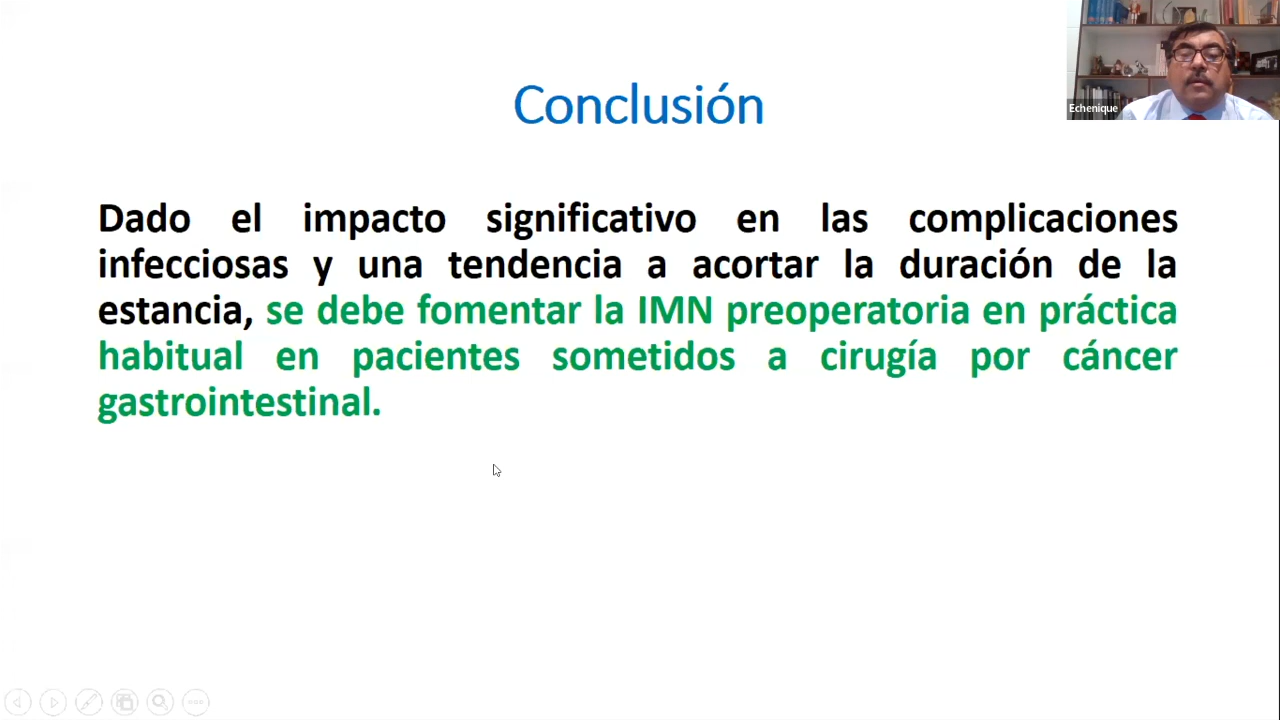 Echenique
Conclusión
Dado el impacto significativo en las complicaciones
infecciosas y una tendencia a acortar la duración de la
estancia, se debe fomentar la IMN preoperatoria en práctica
habitual en pacientes sometidos a cirugía por cáncer
gastrointestinal.